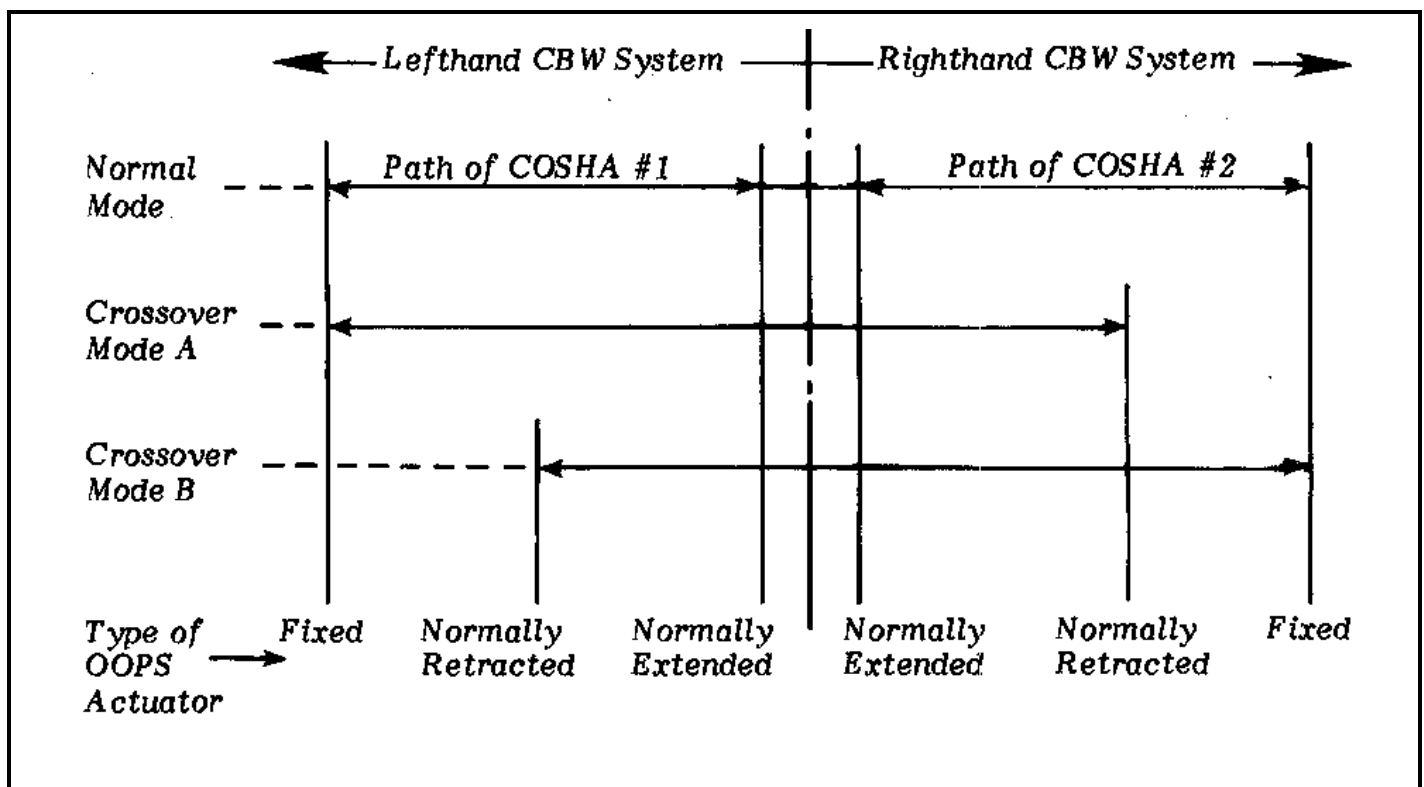 Lefthand CBW System
Righthand CBW System
Normal
Mode
Path of COSHA #1
Path of COSHA #2
Crossover
Mode A
Crossover
Mode B
Type of
OOPS
Actuator
Fixed
Normally
Retracted
Normally
Extended
Normally
Extended
Normally
Retracted
Fixed